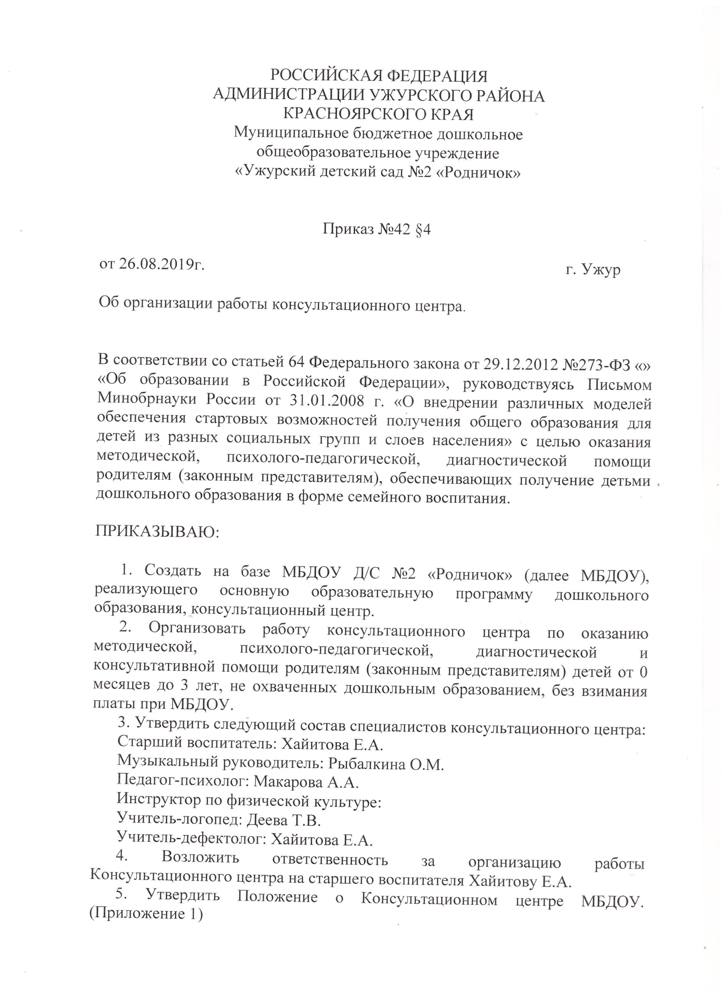 РОССИЙСКАЯ ФЕДЕРАЦИЯ
АДМИНИСТРАЦИИ УЖУРСКОГО РАЙОНА
КРАСНОЯРСКОГО КРАЯ
Муниципальное бюджетное дошкольное
общеобразовательное учреждение
«Ужурский детский сад №2 «Родничок»
Приказ №42 §4
от 26.08.2019г. г. Ужур
Об организации работы консультационного центра.
В соответствии со статьей 64 Федерального закона от 29.12.2012 №273-ФЗ «»
«Об образовании в Российской Федерации», руководствуясь Письмом
Минобрнауки России от 31.01.2008 г. «О внедрении различных моделей
обеспечения стартовых возможностей получения общего образования для
детей из разных социальных групп и слоев населения» с целью оказания
методической, психолого-педагогической, диагностической помощи
родителям (законным представителям), обеспечивающих получение детьми
дошкольного образования в форме семейного воспитания.
ПРИКАЗЫВАЮ:
1. Создать на базе МБДОУ Д/С №2 «Родничок» (далее МБДОУ),
реализующего основную образовательную программу дошкольного
образования, консультационный центр.
2. Организовать работу консультационного центра по оказанию
методической, психолого-педагогической, диагностической и
консультативной помощи родителям (законным представителям) детей от 0
месяцев до 3 лет, не охваченных дошкольным образованием, без взимания
платы при МБДОУ.
3. Утвердить следующий состав специалистов консультационного центра:
Старший воспитатель: Хайитова Е.А.
Музыкальный руководитель: Рыбалкина О.М.
Педагог-психолог: Макарова А.А.
Инструктор по физической культуре:
Учитель-логопед: Деева Т.В.
Учитель-дефектолог: Хайитова Е.А.
4. Возложить ответственность за организацию работы
Консультационного центра на старшего воспитателя Хайитову Е.А.
5. Утвердить Положение о Консультационном центре МБДОУ.
(Приложение 1)